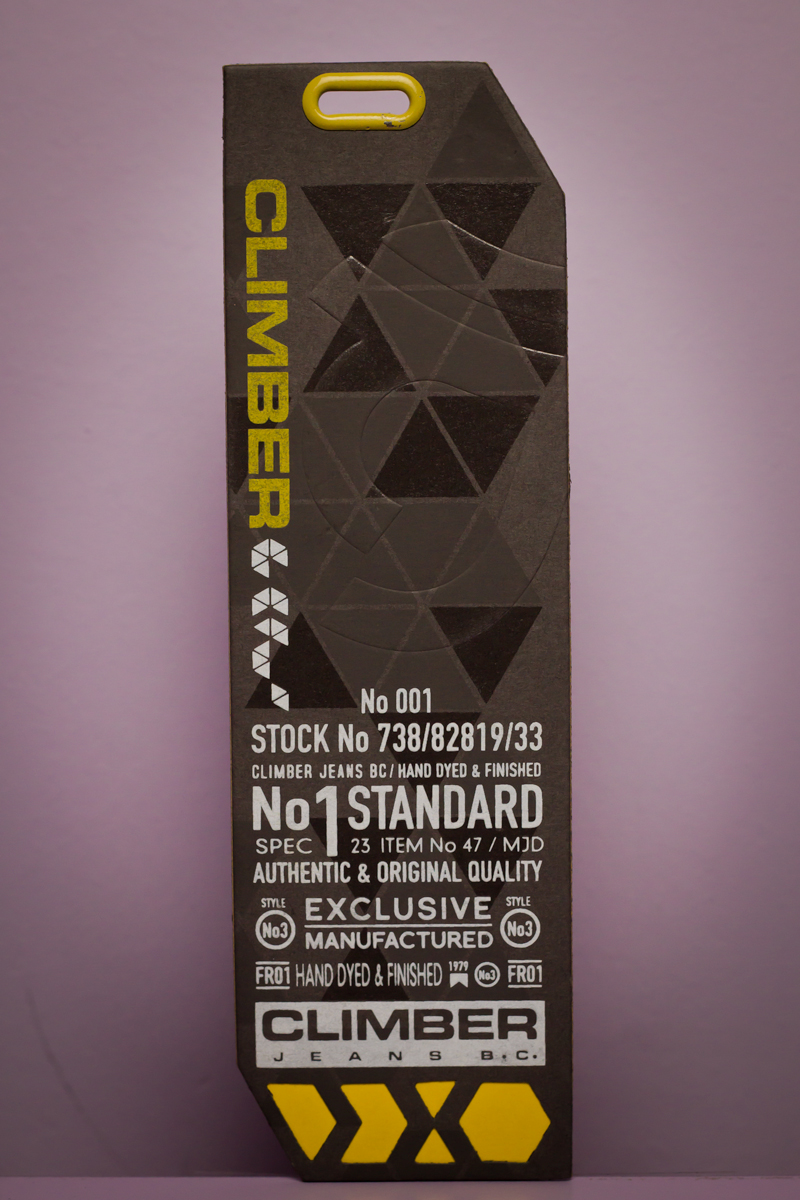 CLIMBER
No 001
STOCK No 738/82819/33
CLIMBER JEANS BC / HAND DYED & FINISHED
No 1 STANDARD
SPEC 23 ITEM No 47 / MJD
AUTHENTIC & ORIGINAL QUALITY
STYLE No3 EXCLUSIVE STYLE No3
MANUFACTURED
FR01 HAND DYED & FINISHED 1979 No3 FR01
CLIMBER
JEANS B.C.